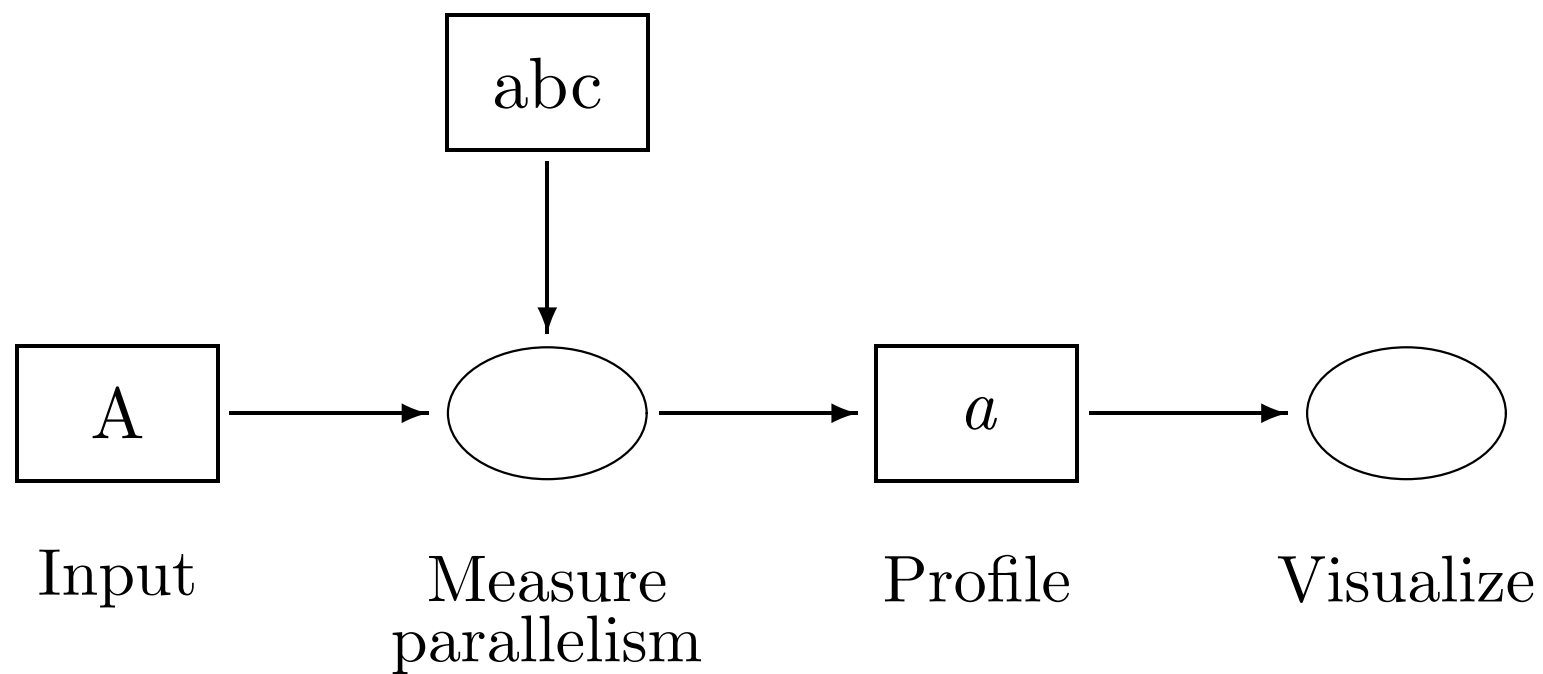 abc
A
a
Input
Measure
parallelism
Profile
Visualize